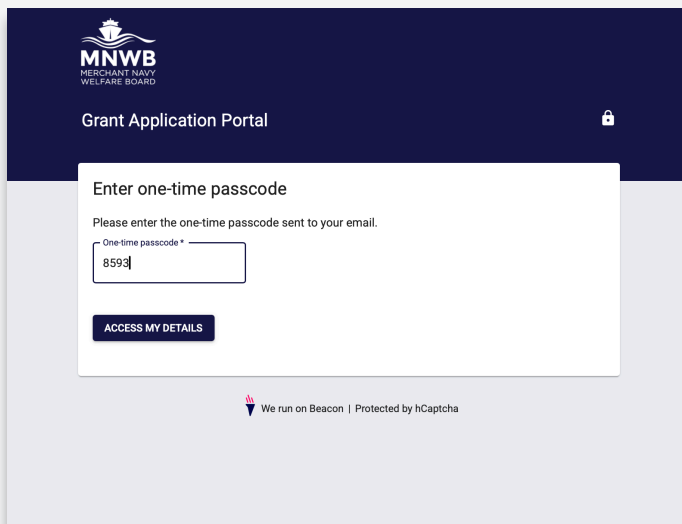 MNWB
MERCHANT NAVY
WELFARE BOARD
Grant Application Portal
Enter one-time passcode
Please enter the one-time passcode sent to your email.
One-time passcode *
8593
ACCESS MY DETAILS
We run on Beacon | Protected by hCaptcha